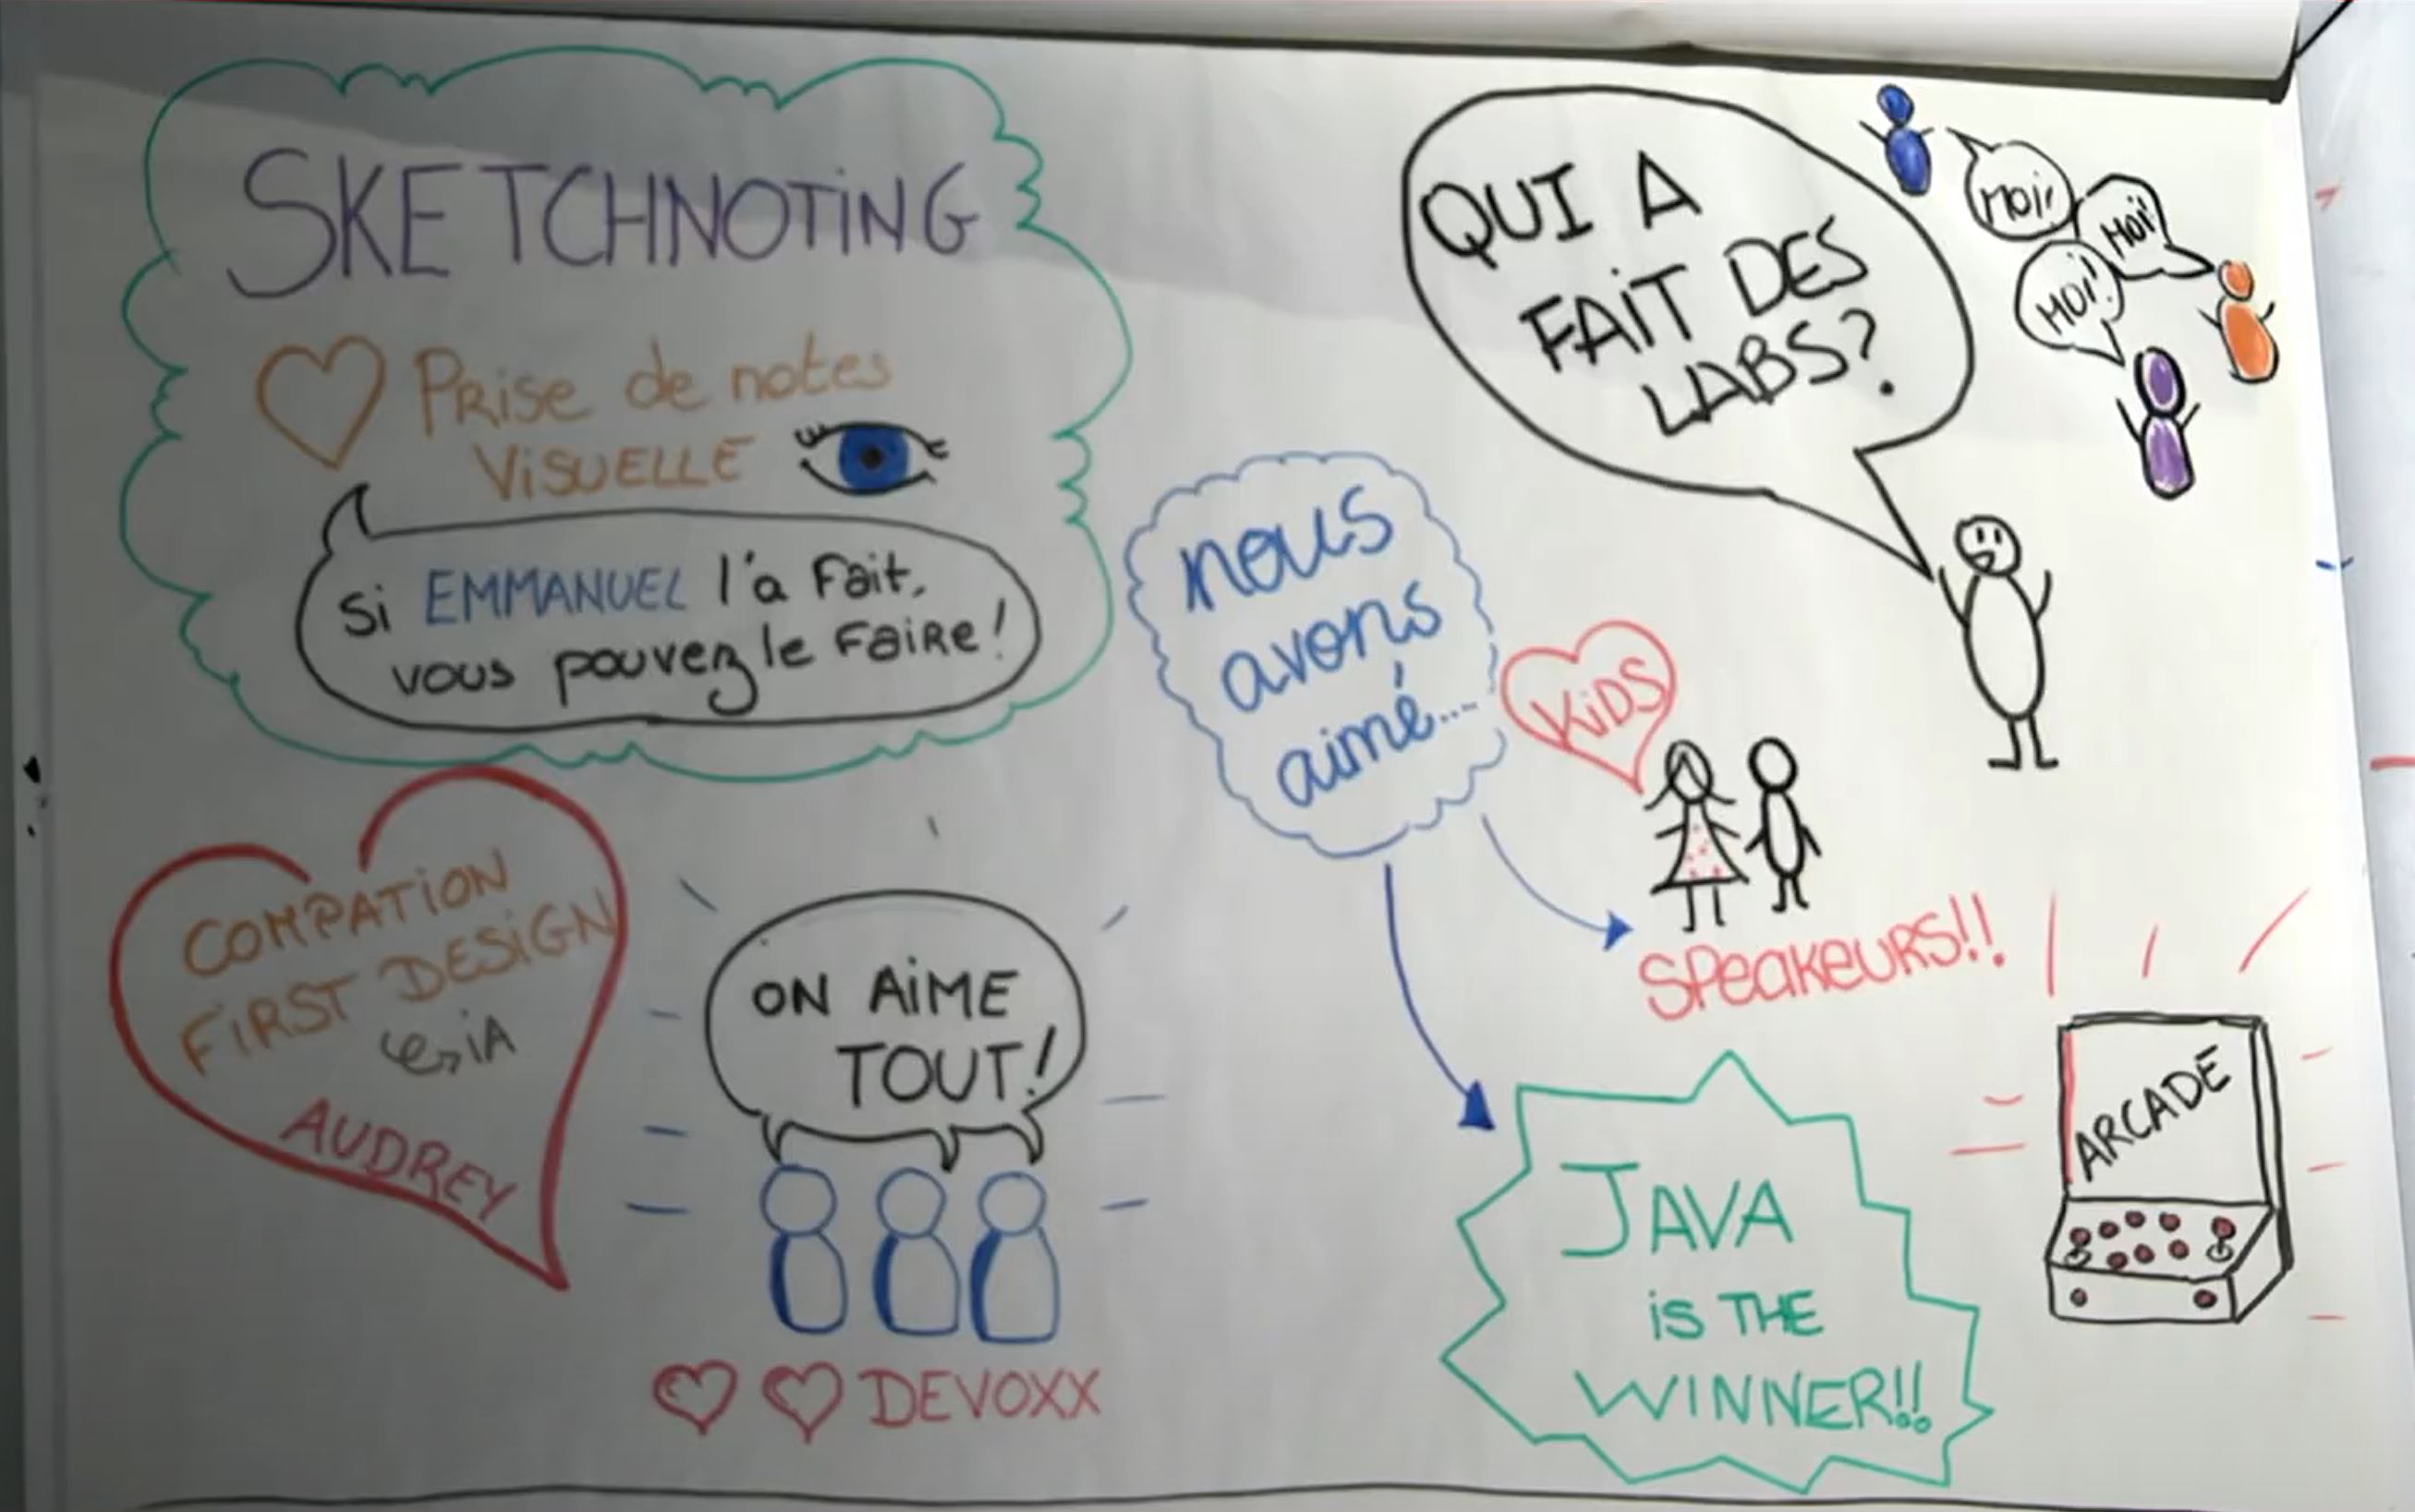 SKETCHNOTiNG
PRise de notes
ViSUELLE
Si EMMANUEL l'a Fait,
vous pouvez le FaiRe!
QUI A
FAiT DES
LABS?
MOi!
MOi!
MOi!
nous
avons
aimé...
KiDS
SPeakeURS!!
COMPATiON
FiRST DESiGN
iA
AUDREY
ON AiME
TOUT!
DEVOXX
JAVA
iS THE
WINNER!!
ARCADE